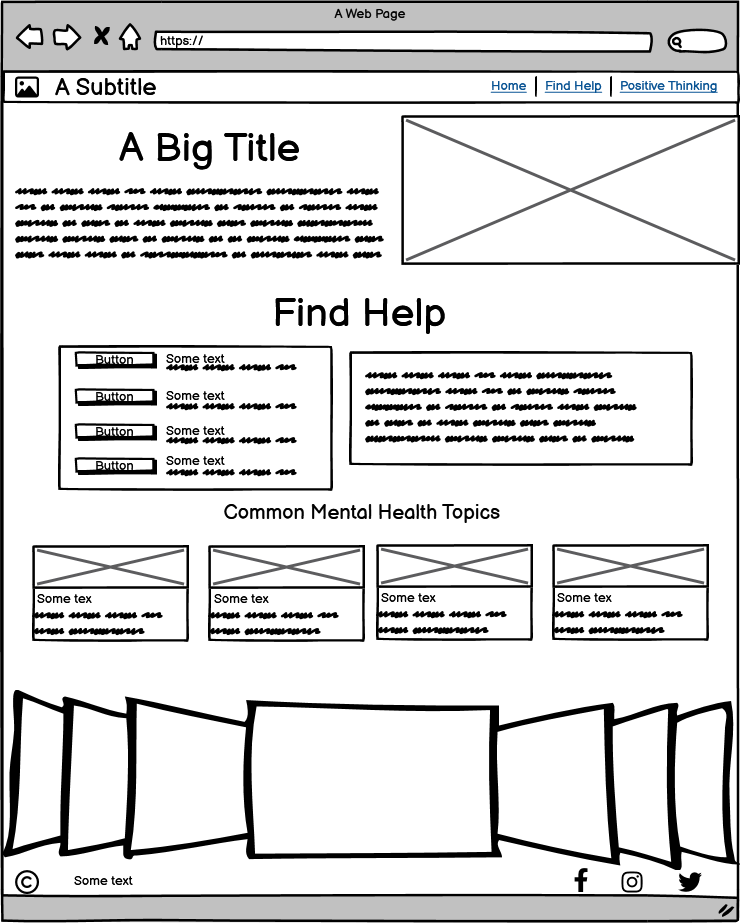 A Web Page
https://
A Subtitle
Home
Find Help
Positive Thinking
A Big Title
Find Help
Button
Some text
Button
Some text
Button
Some text
Button
Some text
Common Mental Health Topics
Some tex
Some tex
Some tex
Some tex
Some text